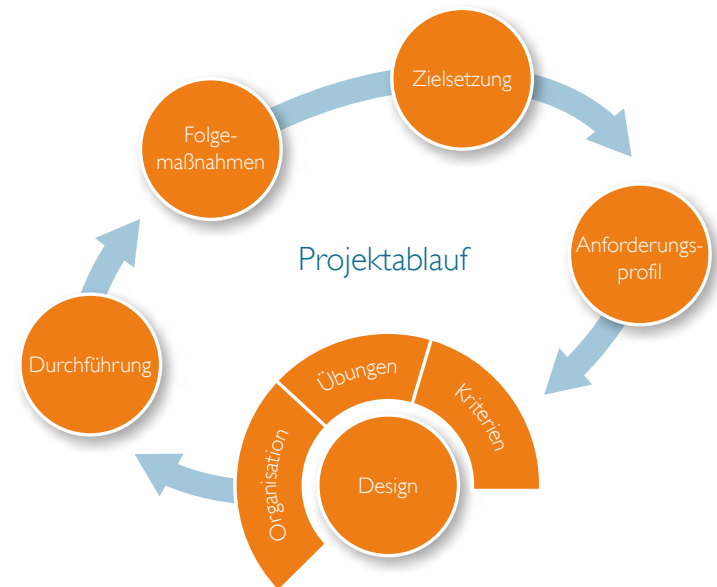 Zielsetzung
Folge-
maßnahmen
Anforderungs-
profil
Projektablauf
Durchführung
Übungen
Kriterien
Organisation
Design